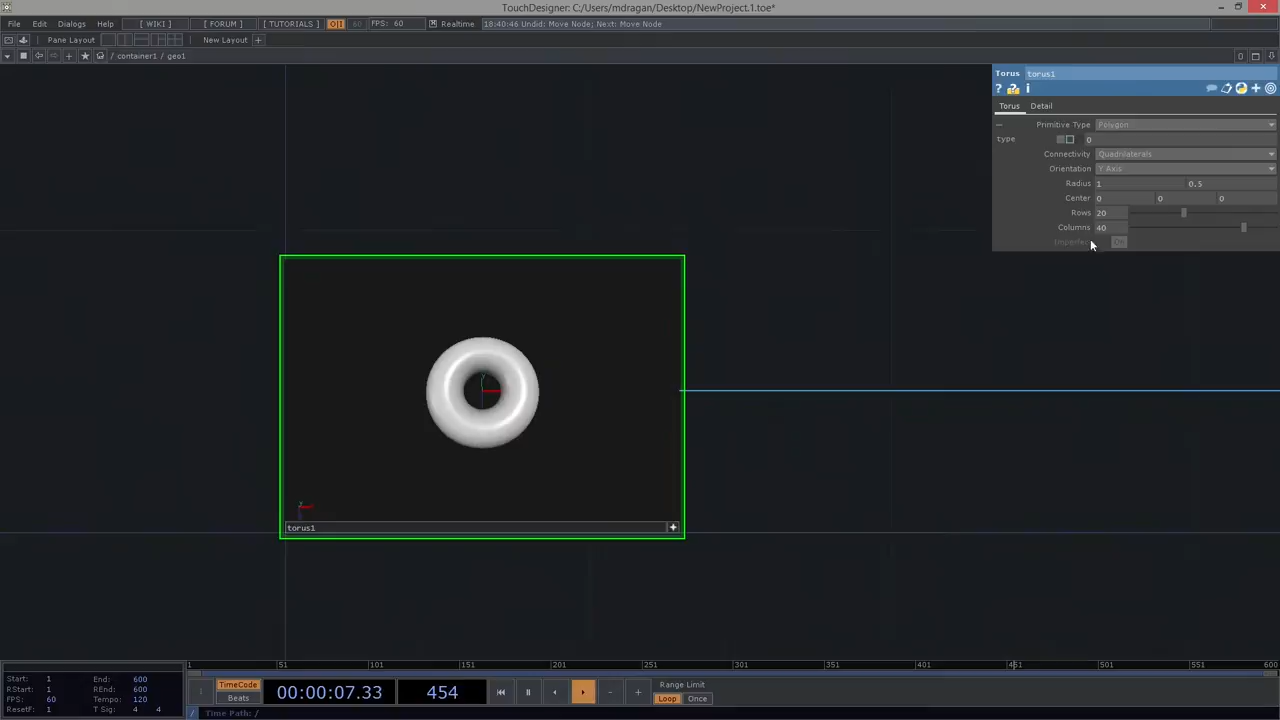 TouchDesigner: C:/Users/mdragan/Desktop/NewProject.1.toe*
File Edit Dialogs Help [ WIKI ] [ FORUM ] [ TUTORIALS ] O|I 60 FPS: 60 Realtime 18:40:46 Undid: Move Node; Next: Move Node
Pane Layout New Layout +
/ container1 / geo1 0
Torus torus1
? ? i
Torus Detail
Primitive Type Polygon
type 0
Connectivity Quadrilaterals
Orientation Y Axis
Radius 1 0.5
Center 0 0 0
Rows 20
Columns 40
On
torus1
1 51 101 151 201 251 301 351 401 451 501 551 600
Start: 1 End: 600
RStart: 1 REnd: 600
FPS: 60 Tempo: 120
ResetF: 1 T Sig: 4 4
TimeCode
Beats
00:00:07.33 454
Range Limit
Loop Once
/ Time Path: /